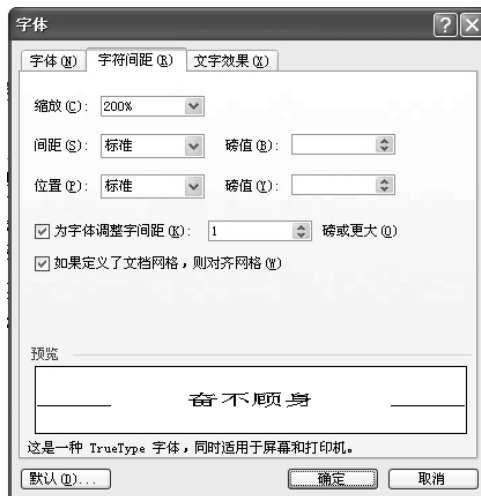 字体
字体(N) 字符间距(R) 文字效果(X)
缩放(C): 200%
间距(S): 标准 磅值(B):
位置(P): 标准 磅值(Y):
为字体调整字间距(K): 1 磅或更大(O)
如果定义了文档网格，则对齐网格(W)
预览
奋不顾身
这是一种 TrueType 字体，同时适用于屏幕和打印机。
默认(D)... 确定 取消